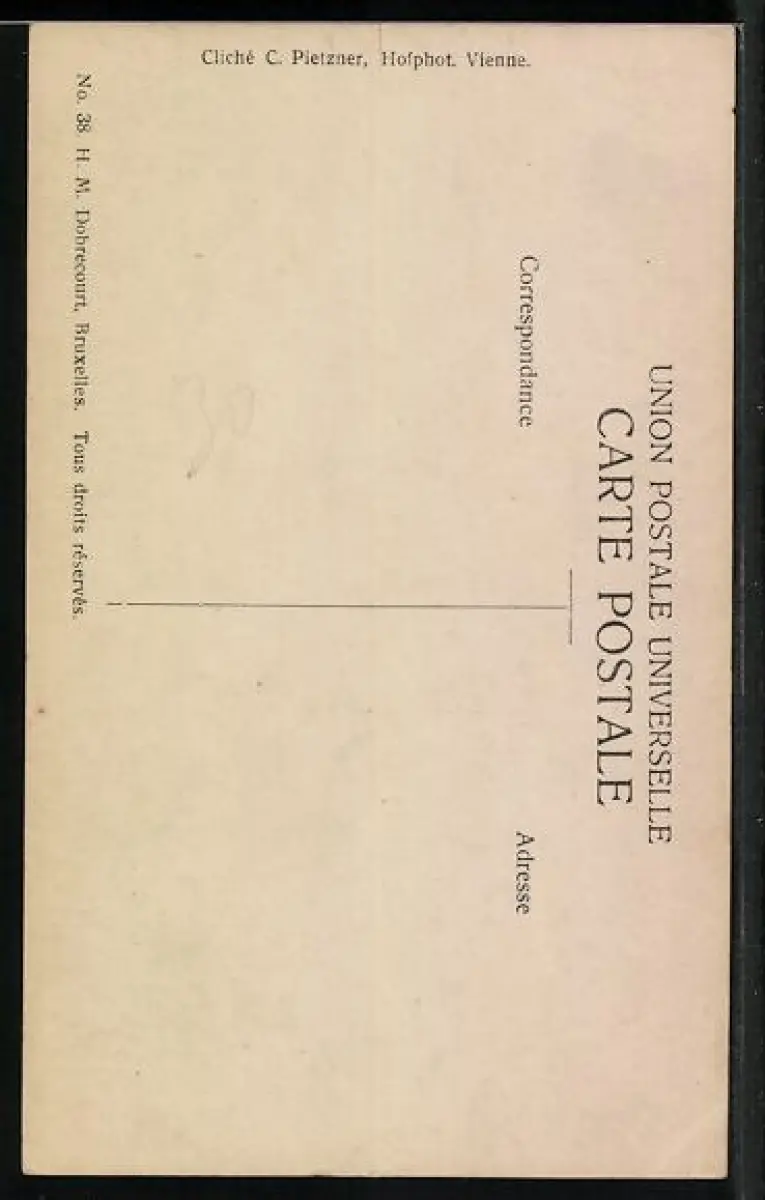 UNION POSTALE UNIVERSELLE
CARTE POSTALE
Correspondance
Adresse
Cliché C. Pietzner, Hofphot. Vienne.
No. 38 H. M. Dobrecourt, Bruxelles. Tous droits réservés.